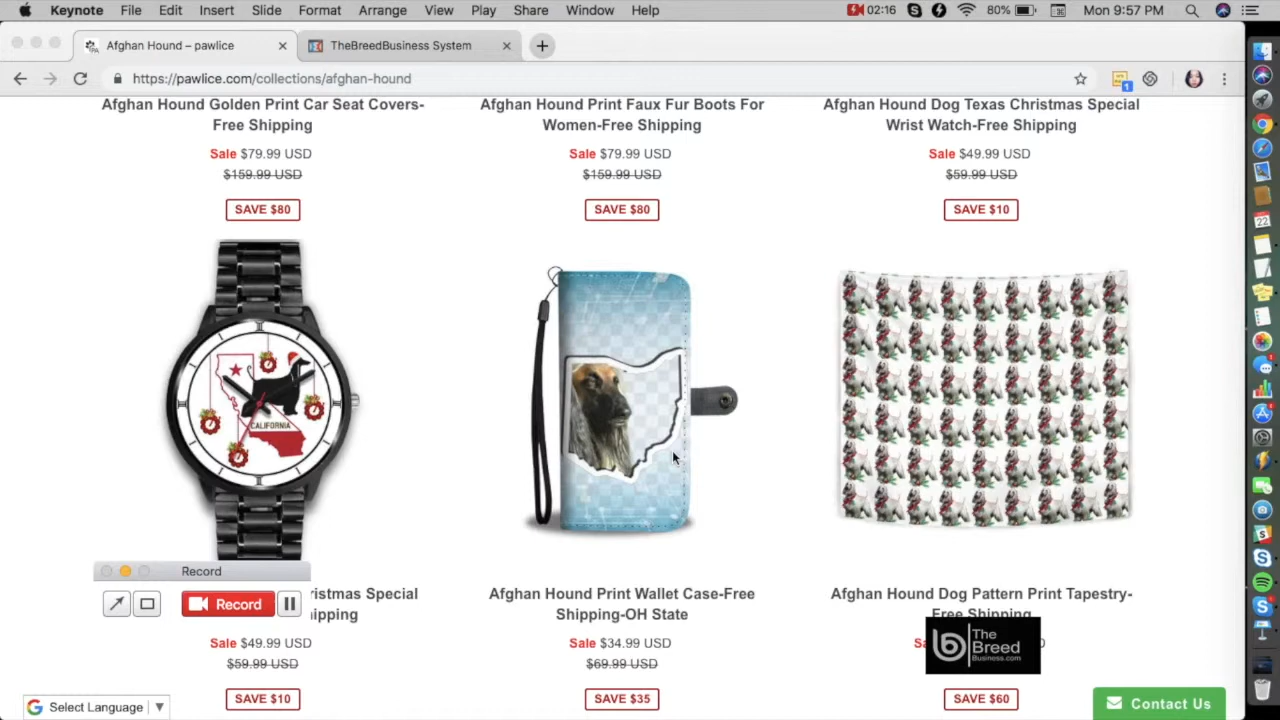 Keynote File Edit Insert Slide Format Arrange View Play Share Window Help 02:16 80% Mon 9:57 PM
Afghan Hound – pawlice TheBreedBusiness System
https://pawlice.com/collections/afghan-hound
1
Afghan Hound Golden Print Car Seat Covers-
Free Shipping
Sale $79.99 USD
$159.99 USD
SAVE $80
Afghan Hound Print Faux Fur Boots For
Women-Free Shipping
Sale $79.99 USD
$159.99 USD
SAVE $80
Afghan Hound Dog Texas Christmas Special
Wrist Watch-Free Shipping
Sale $49.99 USD
$59.99 USD
SAVE $10
CALIFORNIA
Record
Record
ristmas Special
ipping
Sale $49.99 USD
$59.99 USD
SAVE $10
Afghan Hound Print Wallet Case-Free
Shipping-OH State
Sale $34.99 USD
$69.99 USD
SAVE $35
Afghan Hound Dog Pattern Print Tapestry-
Free Shipping
The
Breed
Business.com
SAVE $60
Select Language
Contact Us
22